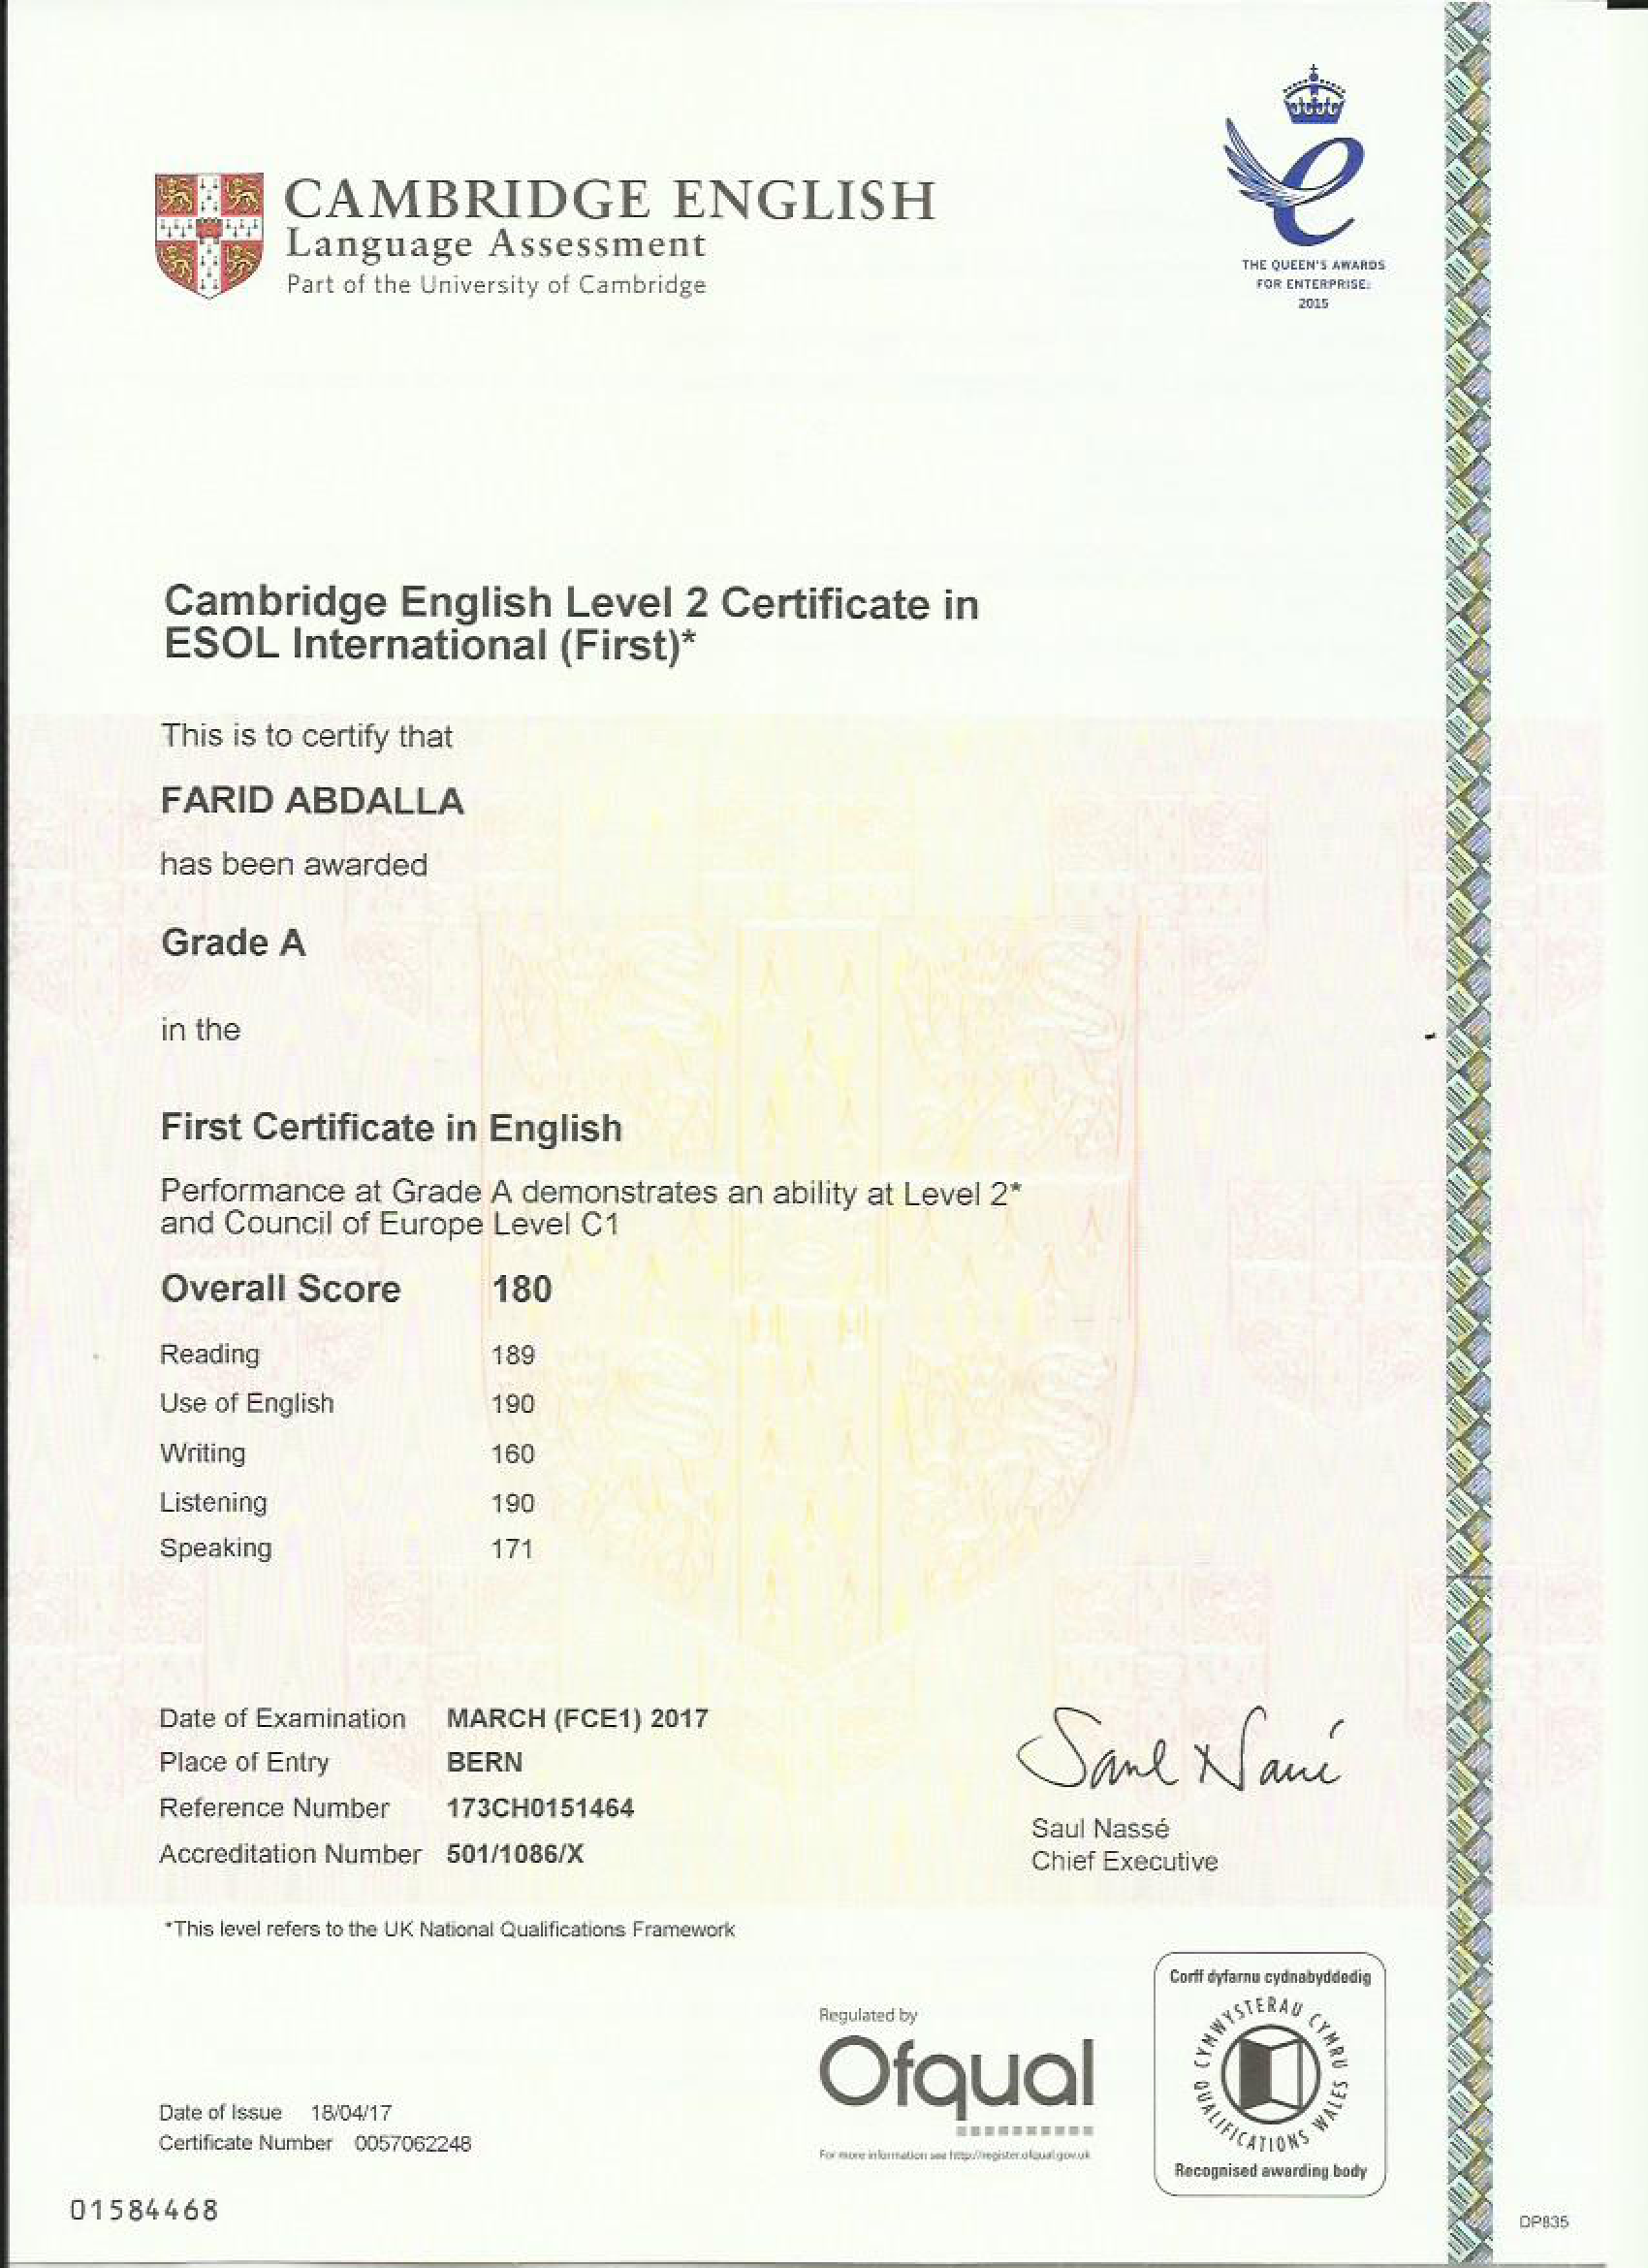 CAMBRIDGE ENGLISH
Language Assessment
Part of the University of Cambridge
THE QUEEN'S AWARDS
FOR ENTERPRISE:
2015
Cambridge English Level 2 Certificate in
ESOL International (First)*
This is to certify that
FARID ABDALLA
has been awarded
Grade A
in the
First Certificate in English
Performance at Grade A demonstrates an ability at Level 2*
and Council of Europe Level C1
Overall Score 180
Reading 189
Use of English 190
Writing 160
Listening 190
Speaking 171
Date of Examination MARCH (FCE1) 2017
Place of Entry BERN
Reference Number 173CH0151464
Accreditation Number 501/1086/X
Saul Nassé
Saul Nassé
Chief Executive
*This level refers to the UK National Qualifications Framework
Regulated by
Ofqual
For more information see http://register.ofqual.gov.uk
Corff dyfarnu cydnabyddedig
CYMWYSTERAU CYMRU
QUALIFICATIONS WALES
Recognised awarding body
Date of Issue 18/04/17
Certificate Number 0057062248
01584468
DP835